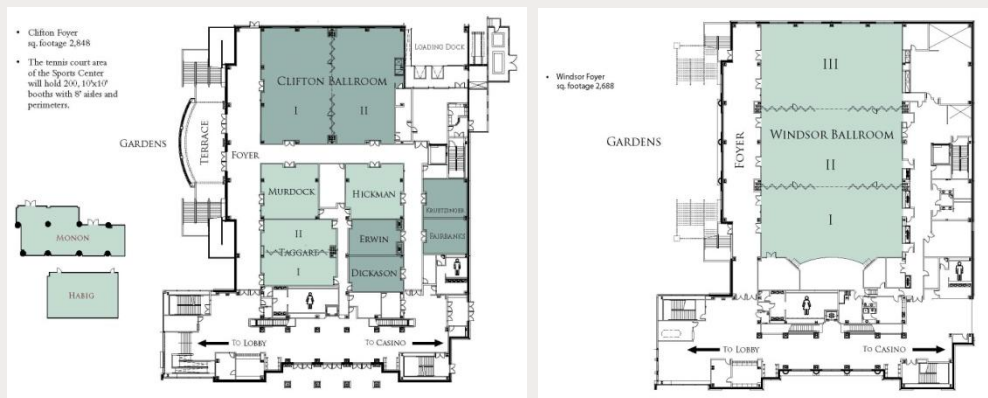 • Clifton Foyer
sq. footage 2,848
• The tennis court area
of the Sports Center
will hold 200, 10'x10'
booths with 8' aisles and
perimeters.
LOADING DOCK
CLIFTON BALLROOM
I
II
GARDENS
TERRACE
FOYER
MURDOCK
HICKMAN
II
TAGGART
I
ERWIN
DICKASON
FAIRBANKS
MONON
HABIG
TO LOBBY
TO CASINO
• Windsor Foyer
sq. footage 2,688
GARDENS
FOYER
III
WINDSOR BALLROOM
II
I
TO LOBBY
TO CASINO